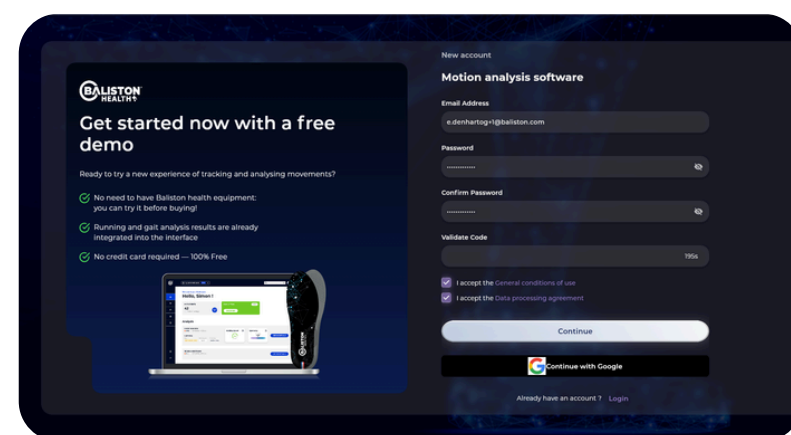 BALISTON
HEALTH
Get started now with a free
demo
Ready to try a new experience of tracking and analysing movements?
No need to have Baliston health equipment:
you can try it before buying!
Running and gait analysis results are already
integrated into the interface
No credit card required — 100% Free
Hello, Simon !
BALISTON
New account
Motion analysis software
Email Address
e.denhartog+1@baliston.com
Password
••••••••••••
Confirm Password
••••••••••••
Validate Code
195s
I accept the General conditions of use
I accept the Data processing agreement
Continue
Continue with Google
Already have an account ? Login